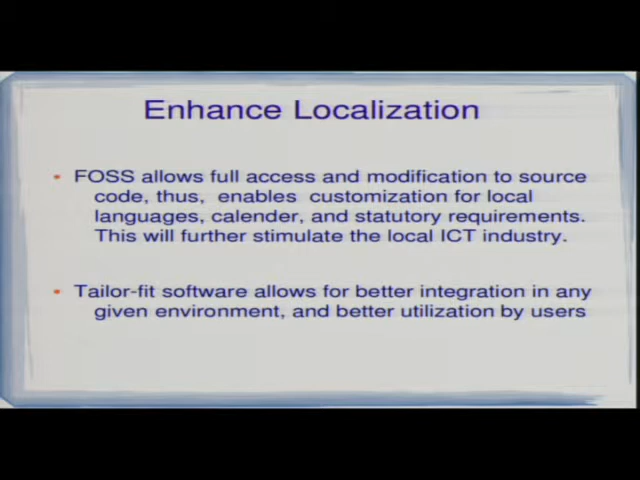 Enhance Localization
• FOSS allows full access and modification to source
code, thus, enables customization for local
languages, calender, and statutory requirements.
This will further stimulate the local ICT industry.
• Tailor-fit software allows for better integration in any
given environment, and better utilization by users